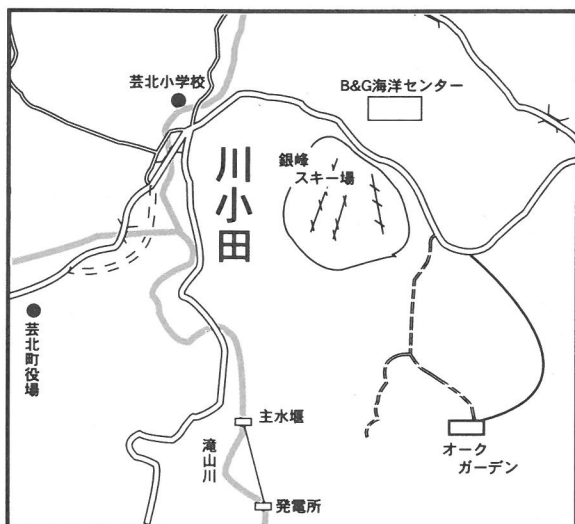 芸北小学校
B&G海洋センター
銀峰
スキー場
川小田
芸北町役場
主水堰
滝山川
オーク
ガーデン
発電所